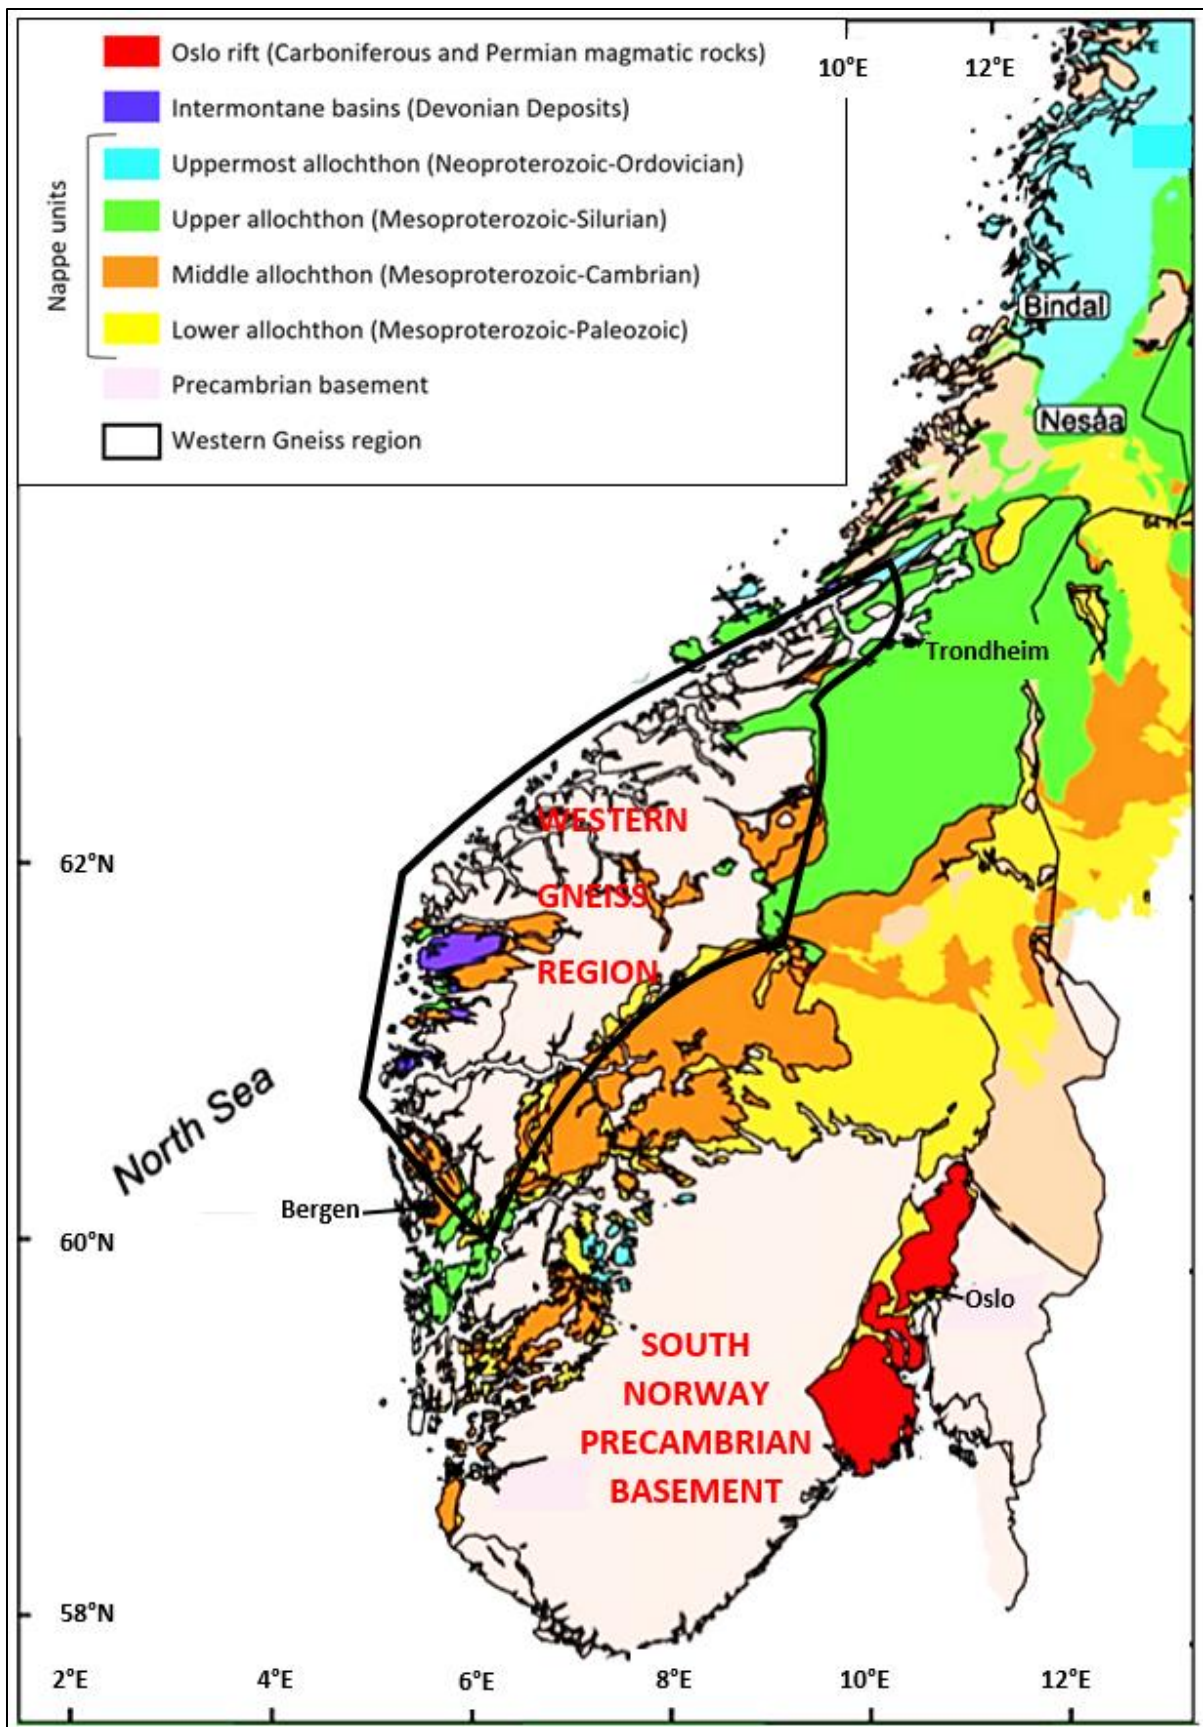 Oslo rift (Carboniferous and Permian magmatic rocks)
Intermontane basins (Devonian Deposits)
Uppermost allochthon (Neoproterozoic-Ordovician)
Upper allochthon (Mesoproterozoic-Silurian)
Middle allochthon (Mesoproterozoic-Cambrian)
Lower allochthon (Mesoproterozoic-Paleozoic)
Nappe units
Precambrian basement
Western Gneiss region
10°E
12°E
Bindal
Nesåa
Trondheim
62°N
WESTERN
GNEISS
REGION
North Sea
Bergen
60°N
Oslo
SOUTH
NORWAY
PRECAMBRIAN
BASEMENT
58°N
2°E
4°E
6°E
8°E
10°E
12°E